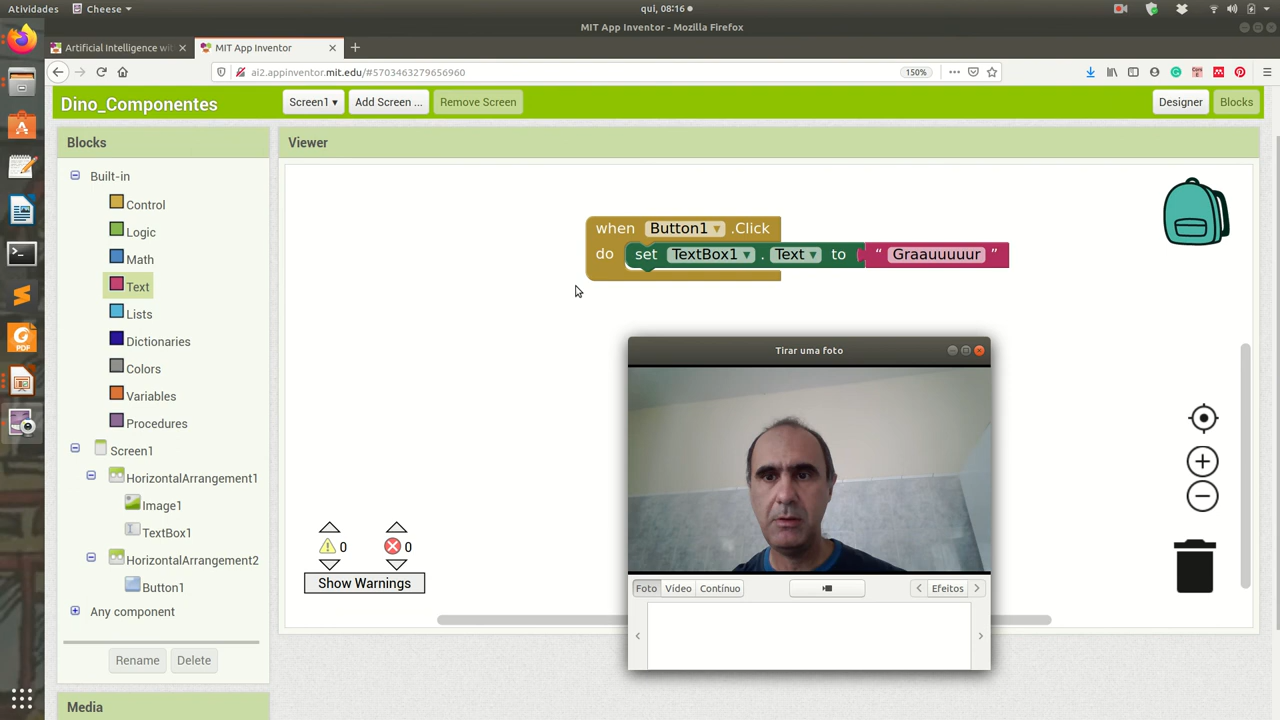 Atividades Cheese ▾ qui, 08:16
MIT App Inventor - Mozilla Firefox
Artificial Intelligence wit MIT App Inventor
ai2.appinventor.mit.edu/#5703463279656960 150%
Dino_Componentes Screen1 ▾ Add Screen ... Remove Screen Designer Blocks
Blocks Viewer
Built-in
Control
Logic
Math
Text
Lists
Dictionaries
Colors
Variables
Procedures
Screen1
HorizontalArrangement1
Image1
TextBox1
HorizontalArrangement2
Button1
Any component
Rename Delete
Media
when Button1 .Click
do set TextBox1 . Text to “ Graauuuuur ”
0 0
Show Warnings
Tirar uma foto
Foto Vídeo Contínuo Efeitos